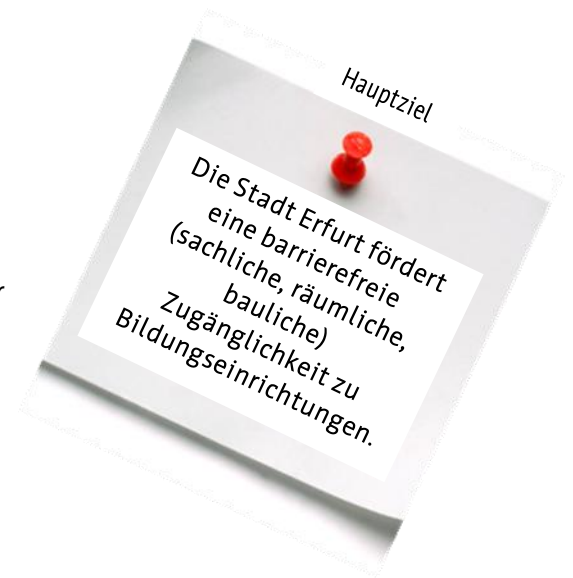 Hauptziel
Die Stadt Erfurt fördert
eine barrierefreie
(sachliche, räumliche,
bauliche)
Zugänglichkeit zu
Bildungseinrichtungen.